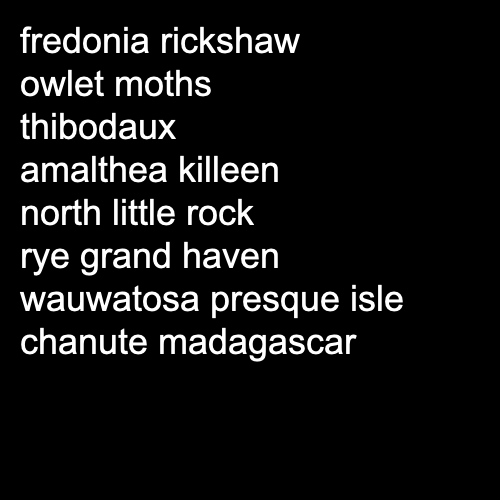 fredonia rickshaw
owlet moths
thibodaux
amalthea killeen
north little rock
rye grand haven
wauwatosa presque isle
chanute madagascar